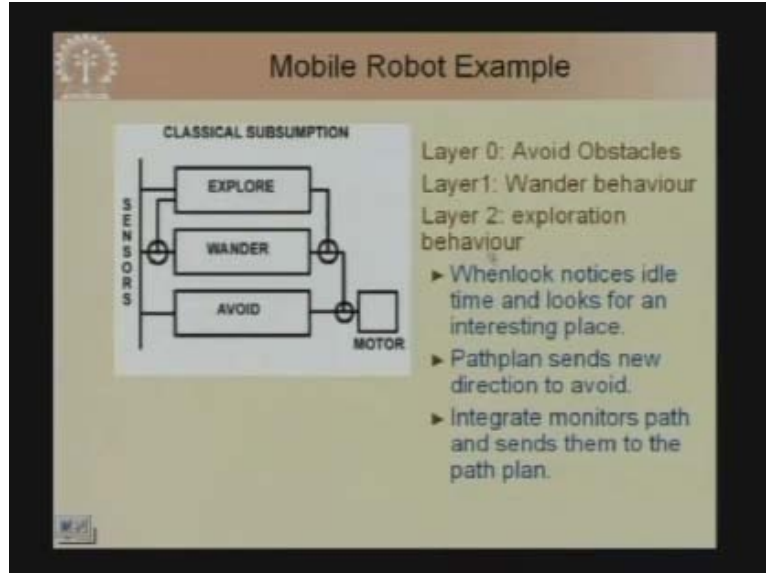 Mobile Robot Example
CLASSICAL SUBSUMPTION
SENSORS
EXPLORE
WANDER
AVOID
MOTOR
Layer 0: Avoid Obstacles
Layer1: Wander behaviour
Layer 2: exploration
behaviour
▶ Whenlook notices idle
time and looks for an
interesting place.
▶ Pathplan sends new
direction to avoid.
▶ Integrate monitors path
and sends them to the
path plan.